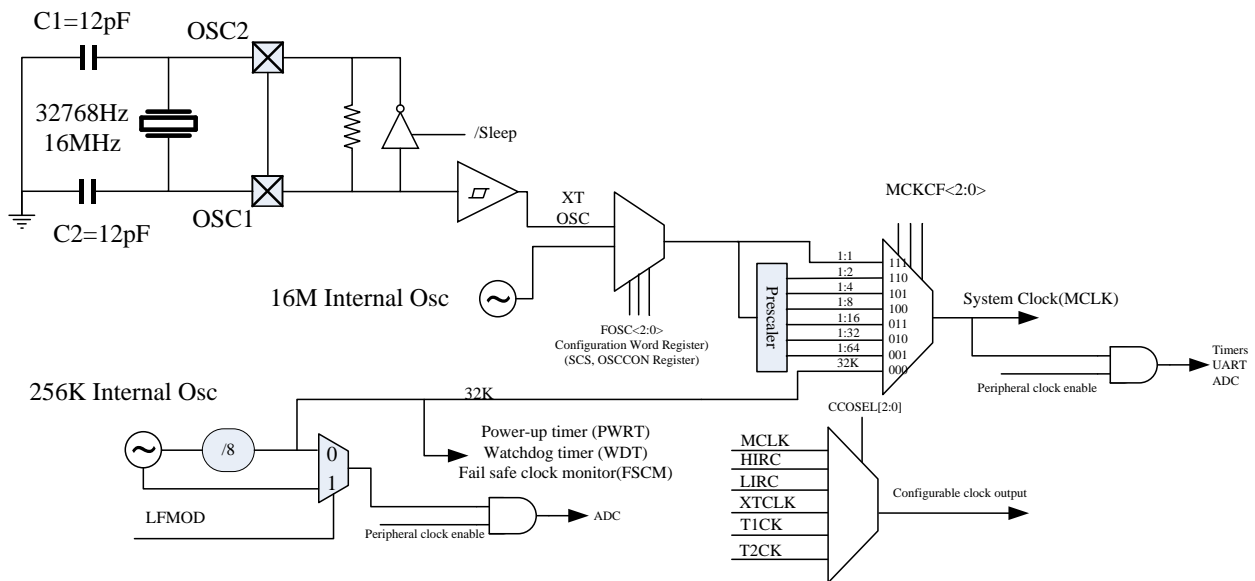 C1=12pF
OSC2
32768Hz
16MHz
/Sleep
OSC1
C2=12pF
XT
OSC
MCKCF<2:0>
16M Internal Osc
FOSC<2:0>
Configuration Word Register)
(SCS, OSCCON Register)
Prescaler
1:1
1:2
1:4
1:8
1:16
1:32
1:64
32K
111
110
101
100
011
010
001
000
System Clock(MCLK)
Peripheral clock enable
Timers
UART
ADC
256K Internal Osc
/8
32K
0
1
LFMOD
Power-up timer (PWRT)
Watchdog timer (WDT)
Fail safe clock monitor(FSCM)
Peripheral clock enable
ADC
CCOSEL[2:0]
MCLK
HIRC
LIRC
XTCLK
T1CK
T2CK
Configurable clock output